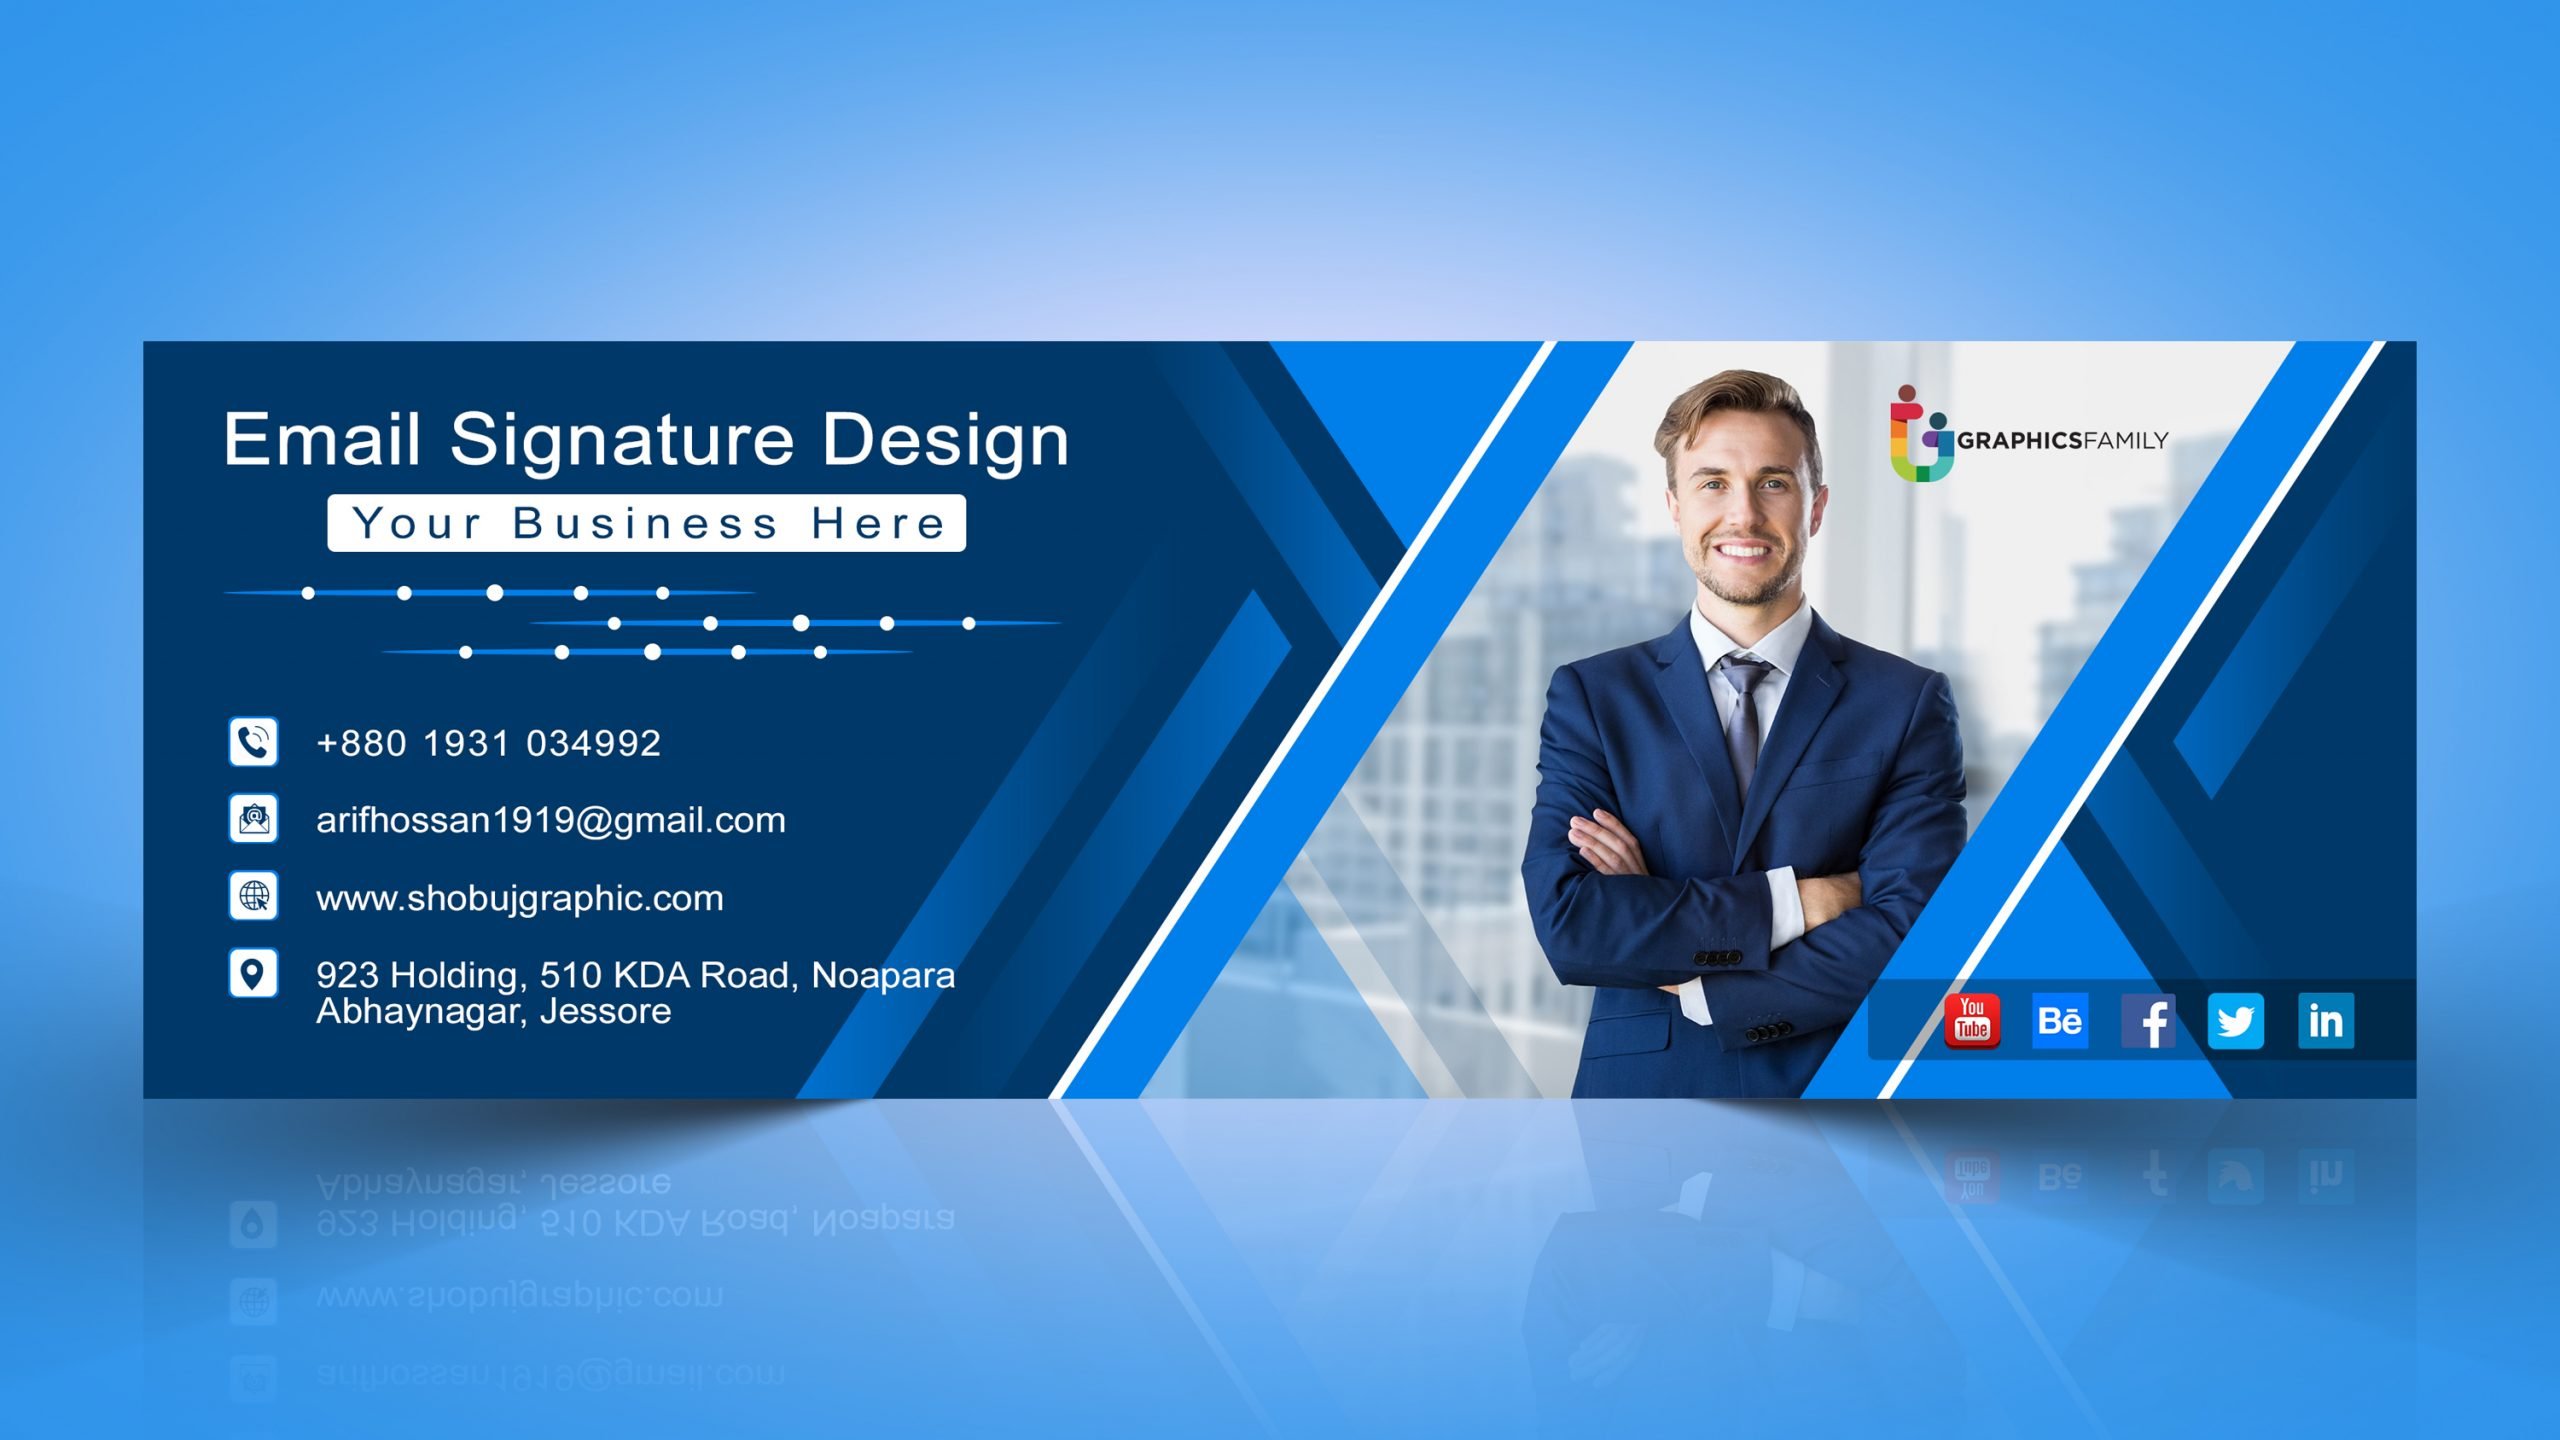 Email Signature Design
Your Business Here
+880 1931 034992
arifhossan1919@gmail.com
www.shobujgraphic.com
923 Holding, 510 KDA Road, Noapara
Abhaynagar, Jessore
GRAPHICSFAMILY
You
Tube
Bē
f
in